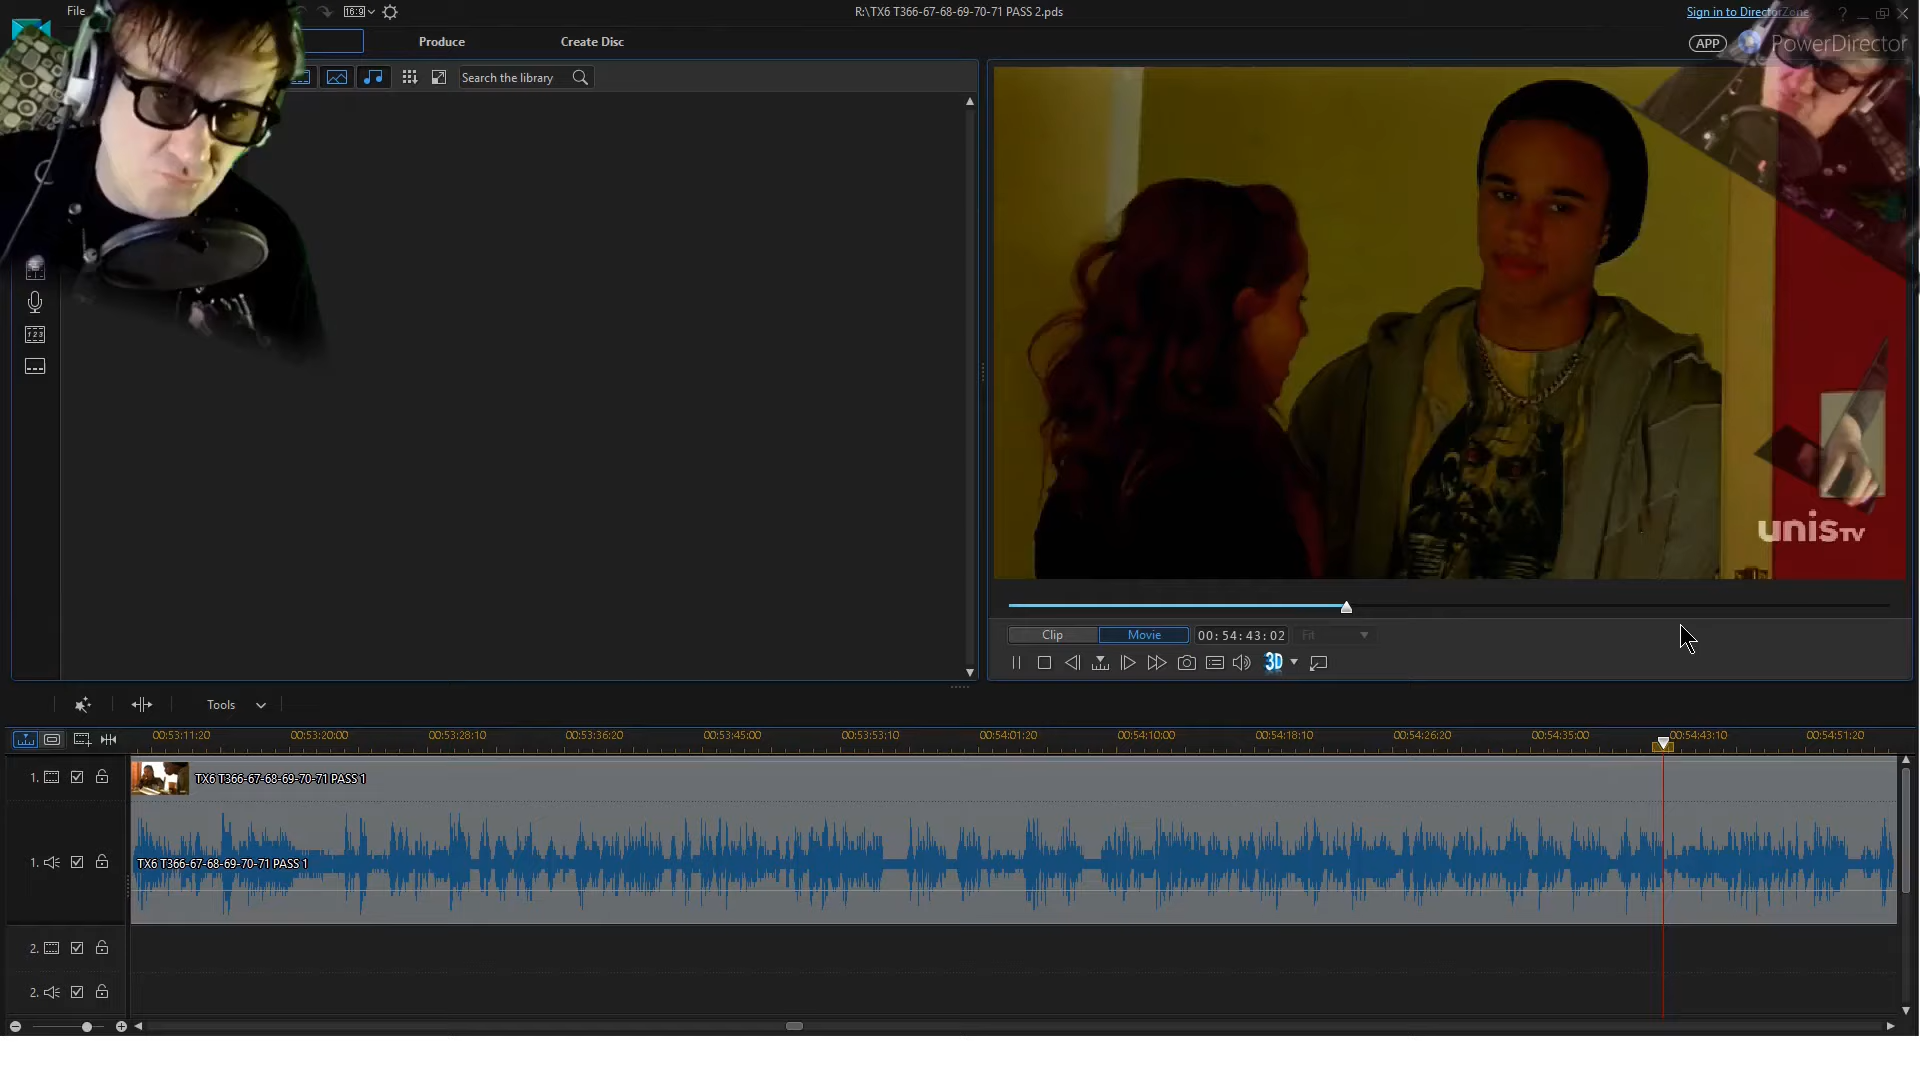 File
16:9
R:\TX6 T366-67-68-69-70-71 PASS 2.pds
Sign in to DirectorZone
?
Produce
Create Disc
APP
PowerDirector
Search the library
unisTV
Clip
Movie
00:54:43:02
Fit
3D
Tools
00:53:11:20
00:53:20:00
00:53:28:10
00:53:36:20
00:53:45:00
00:53:53:10
00:54:01:20
00:54:10:00
00:54:18:10
00:54:26:20
00:54:35:00
00:54:43:10
00:54:51:20
1.
TX6 T366-67-68-69-70-71 PASS 1
1.
TX6 T366-67-68-69-70-71 PASS 1
2.
2.